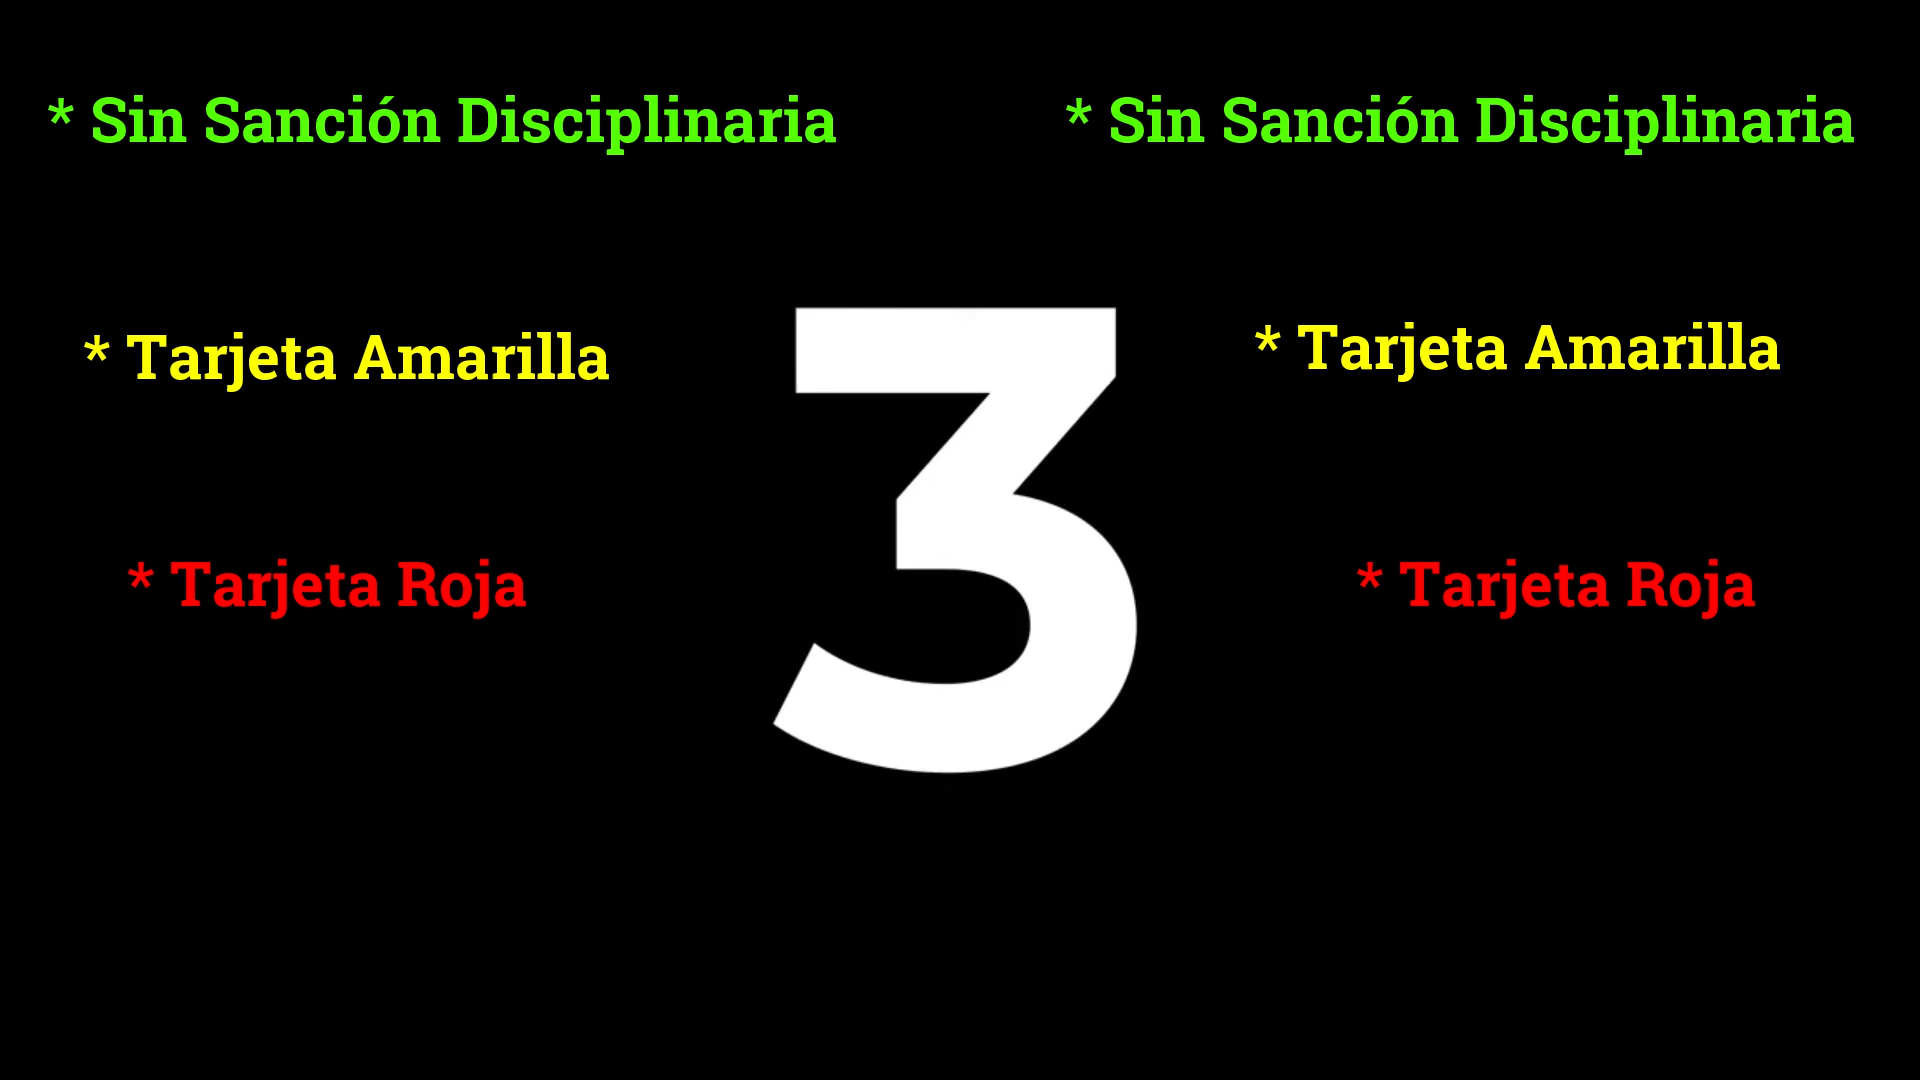 * Sin Sanción Disciplinaria
* Sin Sanción Disciplinaria
* Tarjeta Amarilla
* Tarjeta Amarilla
3
* Tarjeta Roja
* Tarjeta Roja